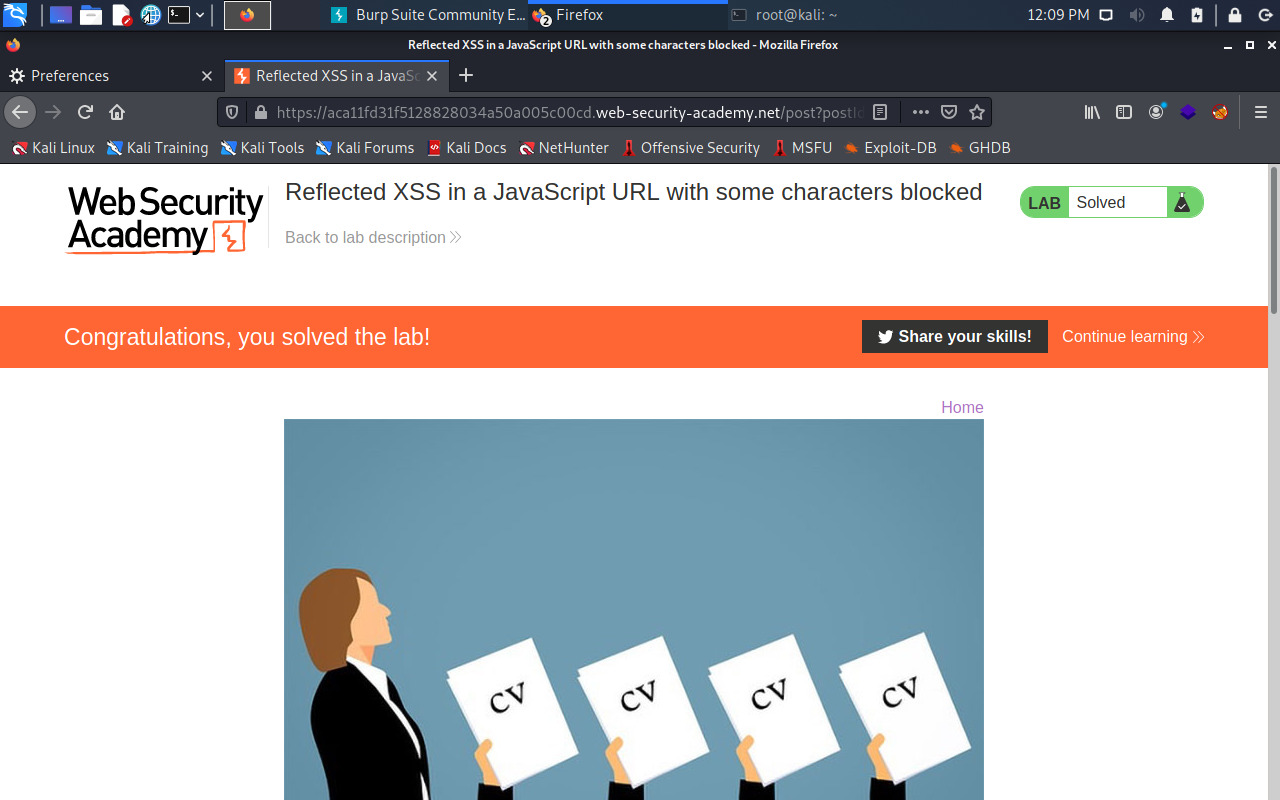 Burp Suite Community E...
2
Firefox
root@kali: ~
12:09 PM
Reflected XSS in a JavaScript URL with some characters blocked - Mozilla Firefox
Preferences
Reflected XSS in a JavaSc
https://aca11fd31f5128828034a50a005c00cd.web-security-academy.net/post?postId
Kali Linux
Kali Training
Kali Tools
Kali Forums
Kali Docs
NetHunter
Offensive Security
MSFU
Exploit-DB
GHDB
Web Security
Academy
Reflected XSS in a JavaScript URL with some characters blocked
Back to lab description
LAB
Solved
Congratulations, you solved the lab!
Share your skills!
Continue learning
Home
CV
CV
CV
CV